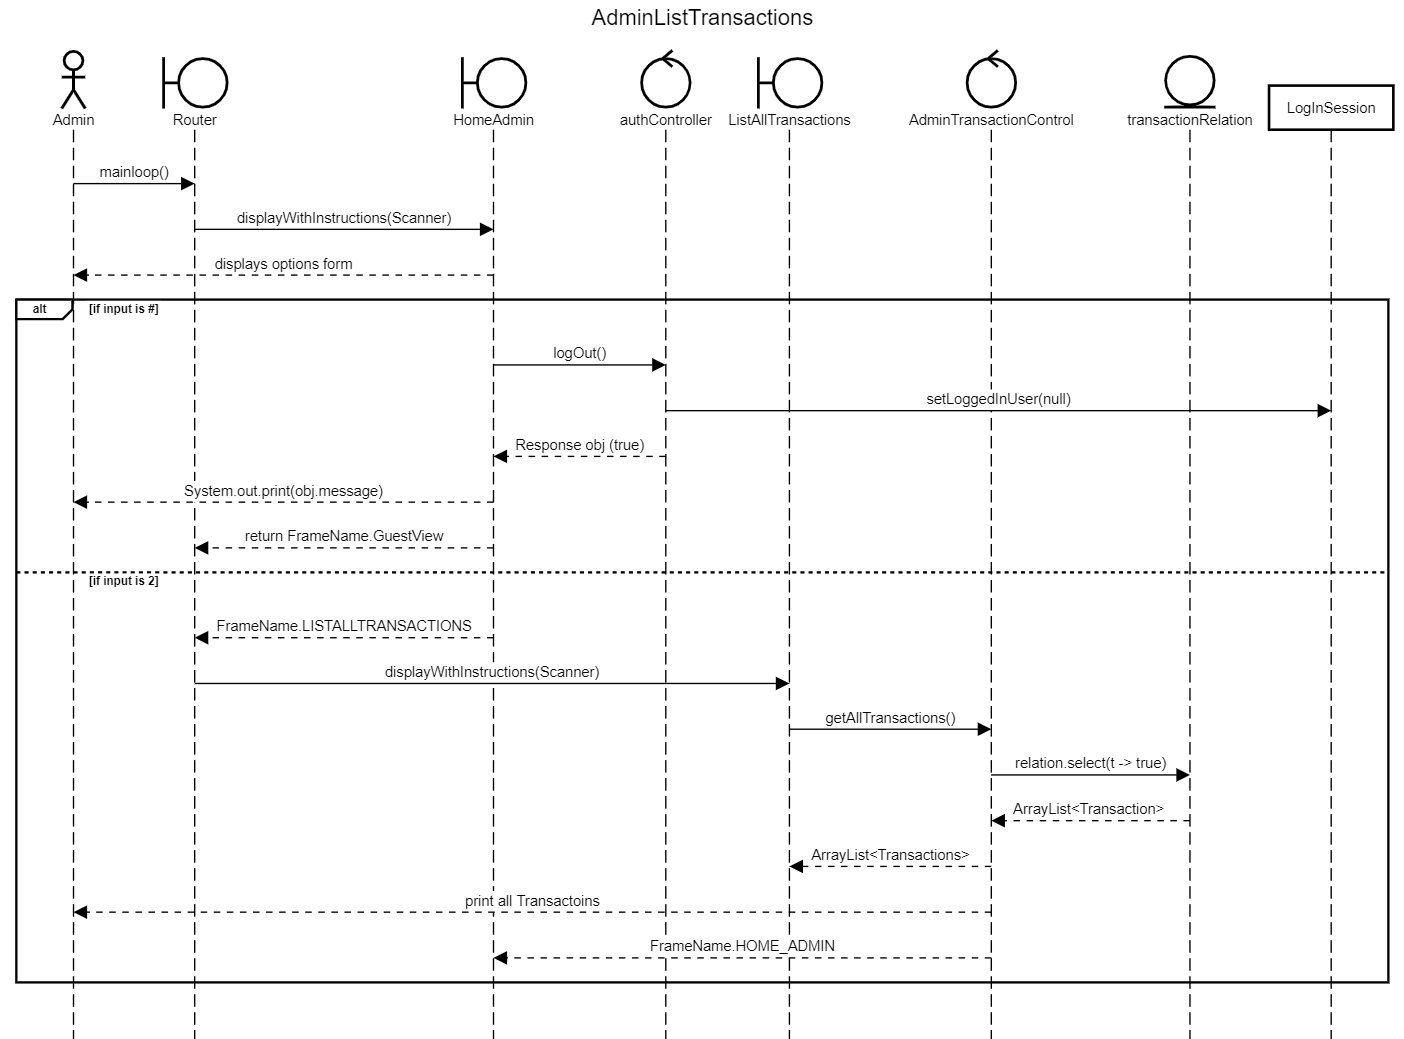 AdminListTransactions
Admin
Router
HomeAdmin
authController
ListAllTransactions
AdminTransactionControl
transactionRelation
LogInSession
mainloop()
displayWithInstructions(Scanner)
displays options form
alt
[if input is #]
logOut()
setLoggedInUser(null)
Response obj (true)
System.out.print(obj.message)
return FrameName.GuestView
[if input is 2]
FrameName.LISTALLTRANSACTIONS
displayWithInstructions(Scanner)
getAllTransactions()
relation.select(t -> true)
ArrayList<Transaction>
ArrayList<Transactions>
print all Transactoins
FrameName.HOME_ADMIN